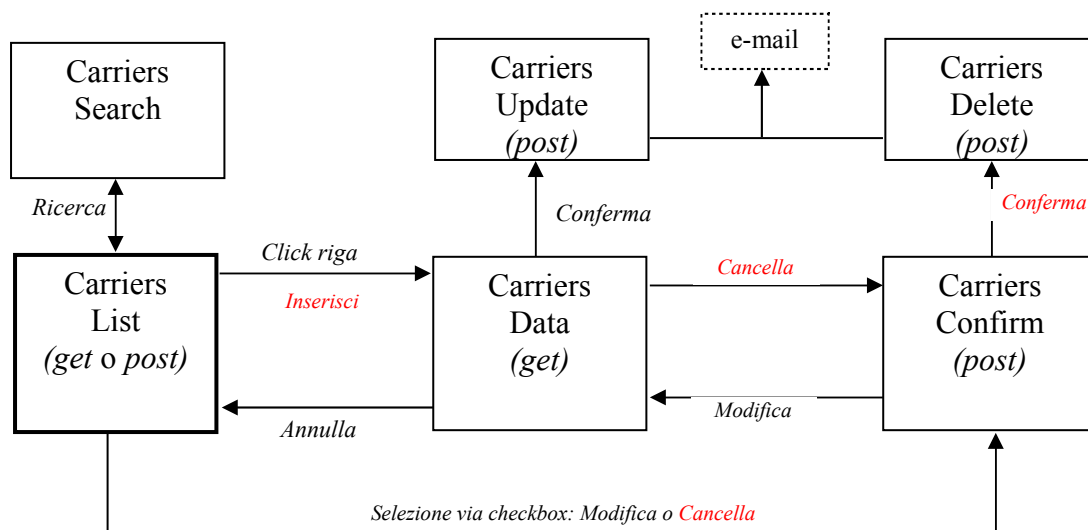 e-mail
Carriers
Search
Carriers
Update
(post)
Carriers
Delete
(post)
Ricerca
Conferma
Conferma
Carriers
List
(get o post)
Click riga
Inserisci
Annulla
Carriers
Data
(get)
Cancella
Modifica
Carriers
Confirm
(post)
Selezione via checkbox: Modifica o Cancella